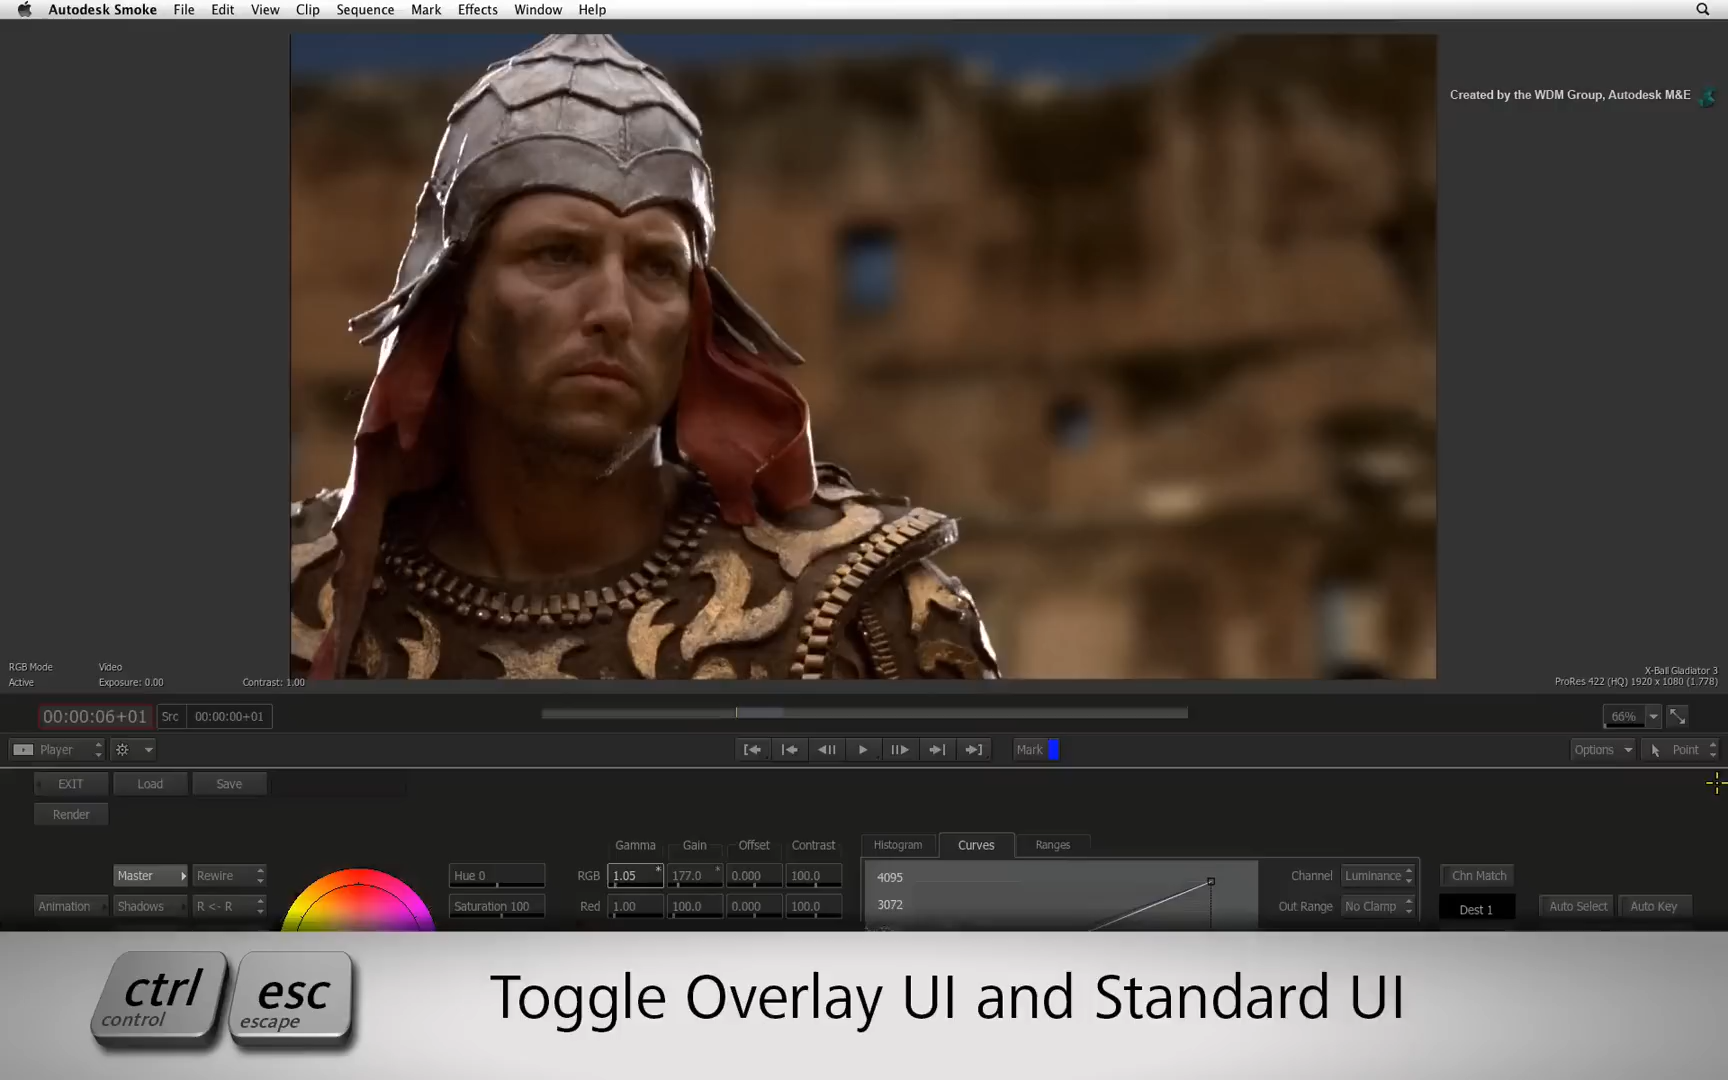 Autodesk Smoke File Edit View Clip Sequence Mark Effects Window Help
Created by the WDM Group, Autodesk M&E
RGB Mode Video
Active Exposure: 0.00 Contrast: 1.00
X-Ball Gladiator 3
ProRes 422 (HQ) 1920 x 1080 (1.778)
00:00:06+01 Src 00:00:00+01 66%
Player Mark Options Point
EXIT Load Save
Render
Gamma Gain Offset Contrast Histogram Curves Ranges
Master Rewire Hue 0 RGB 1.05 * 177.0 * 0.000 100.0 4095 Channel Luminance Chn Match
Animation Shadows R <- R Saturation 100 Red 1.00 100.0 0.000 100.0 3072 Out Range No Clamp Dest 1 Auto Select Auto Key
ctrl esc Toggle Overlay UI and Standard UI
control escape